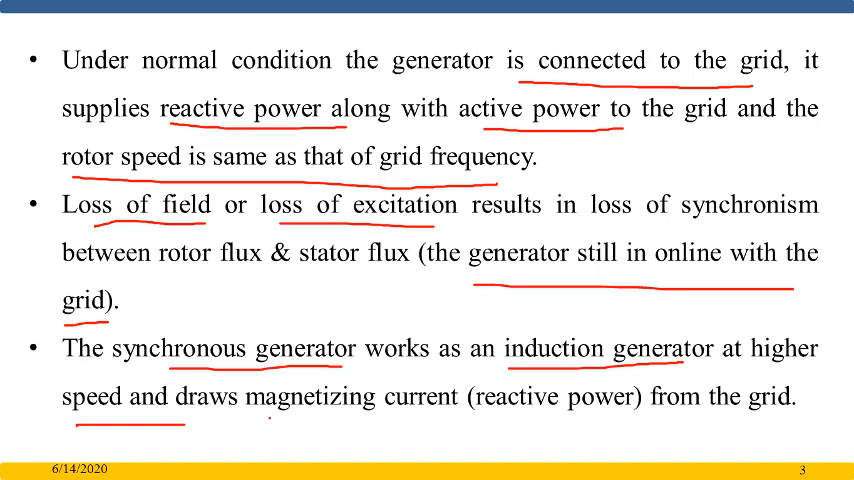 • Under normal condition the generator is connected to the grid, it
supplies reactive power along with active power to the grid and the
rotor speed is same as that of grid frequency.
• Loss of field or loss of excitation results in loss of synchronism
between rotor flux & stator flux (the generator still in online with the
grid).
• The synchronous generator works as an induction generator at higher
speed and draws magnetizing current (reactive power) from the grid.
6/14/2020
3